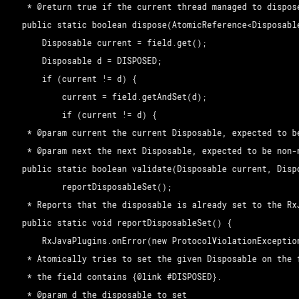 * @return true if the current thread managed to dispose
public static boolean dispose(AtomicReference<Disposable
Disposable current = field.get();
Disposable d = DISPOSED;
if (current != d) {
current = field.getAndSet(d);
if (current != d) {
* @param current the current Disposable, expected to be
* @param next the next Disposable, expected to be non-n
public static boolean validate(Disposable current, Dispo
reportDisposableSet();
* Reports that the disposable is already set to the RxJ
public static void reportDisposableSet() {
RxJavaPlugins.onError(new ProtocolViolationException
* Atomically tries to set the given Disposable on the f
* the field contains {@link #DISPOSED}.
* @param d the disposable to set